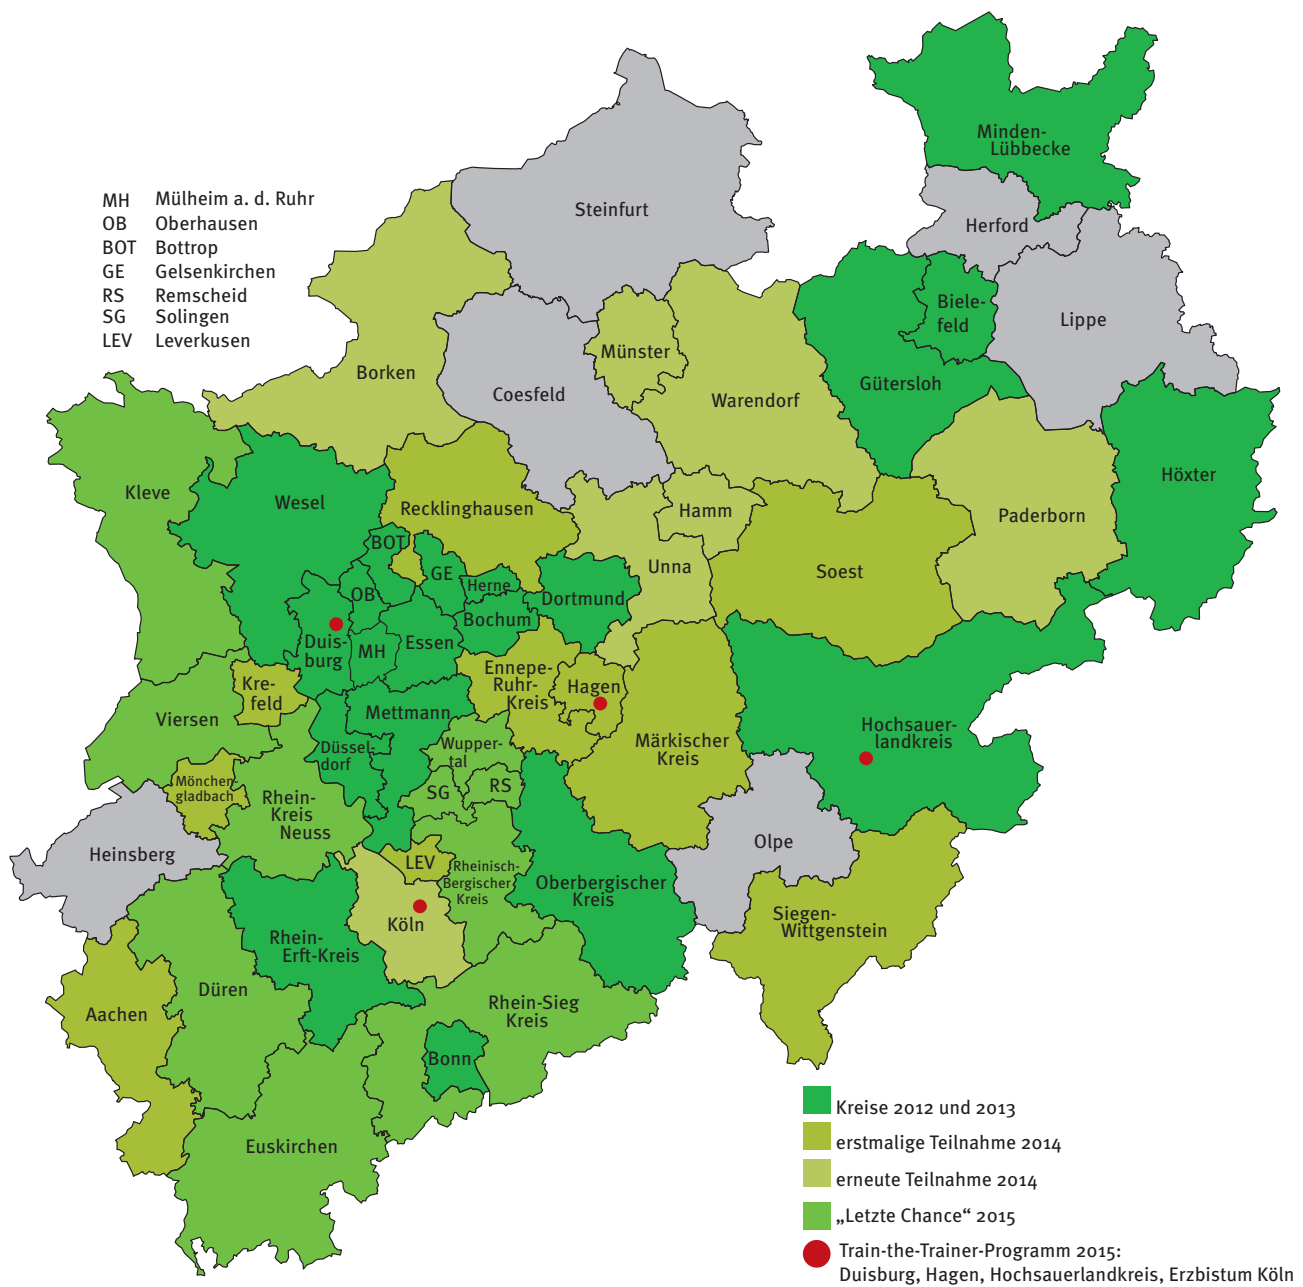 Minden-
Lübbecke
MH Mülheim a. d. Ruhr
OB Oberhausen
BOT Bottrop
GE Gelsenkirchen
RS Remscheid
SG Solingen
LEV Leverkusen
Steinfurt
Herford
Biele-
feld
Lippe
Münster
Borken
Coesfeld
Warendorf
Gütersloh
Höxter
Kleve
Wesel
Recklinghausen
Hamm
Paderborn
BOT
GE
Herne
Unna
Soest
OB
Dortmund
Bochum
Duis-
burg
MH
Essen
Kre-
feld
Ennepe-
Ruhr-
Kreis
Hagen
Viersen
Mettmann
Düssel-
dorf
Wupper-
tal
Märkischer
Kreis
Hochsauer-
landkreis
Mönchen-
gladbach
SG
RS
Rhein-
Kreis
Neuss
Heinsberg
LEV
Rheinisch-
Bergischer
Kreis
Oberbergischer
Kreis
Olpe
Köln
Siegen-
Wittgenstein
Rhein-
Erft-Kreis
Düren
Aachen
Rhein-Sieg
Kreis
Bonn
Euskirchen
Kreise 2012 und 2013
erstmalige Teilnahme 2014
erneute Teilnahme 2014
„Letzte Chance“ 2015
Train-the-Trainer-Programm 2015:
Duisburg, Hagen, Hochsauerlandkreis, Erzbistum Köln